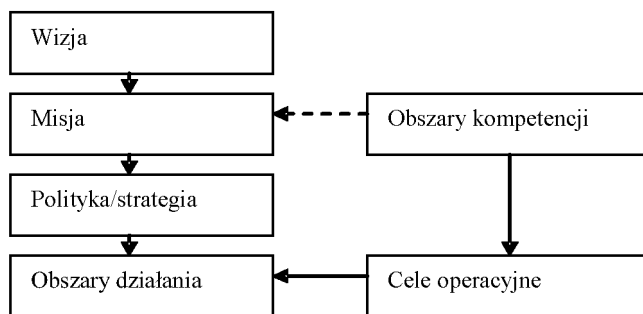 Wizja
Misja
Obszary kompetencji
Polityka/strategia
Obszary działania
Cele operacyjne